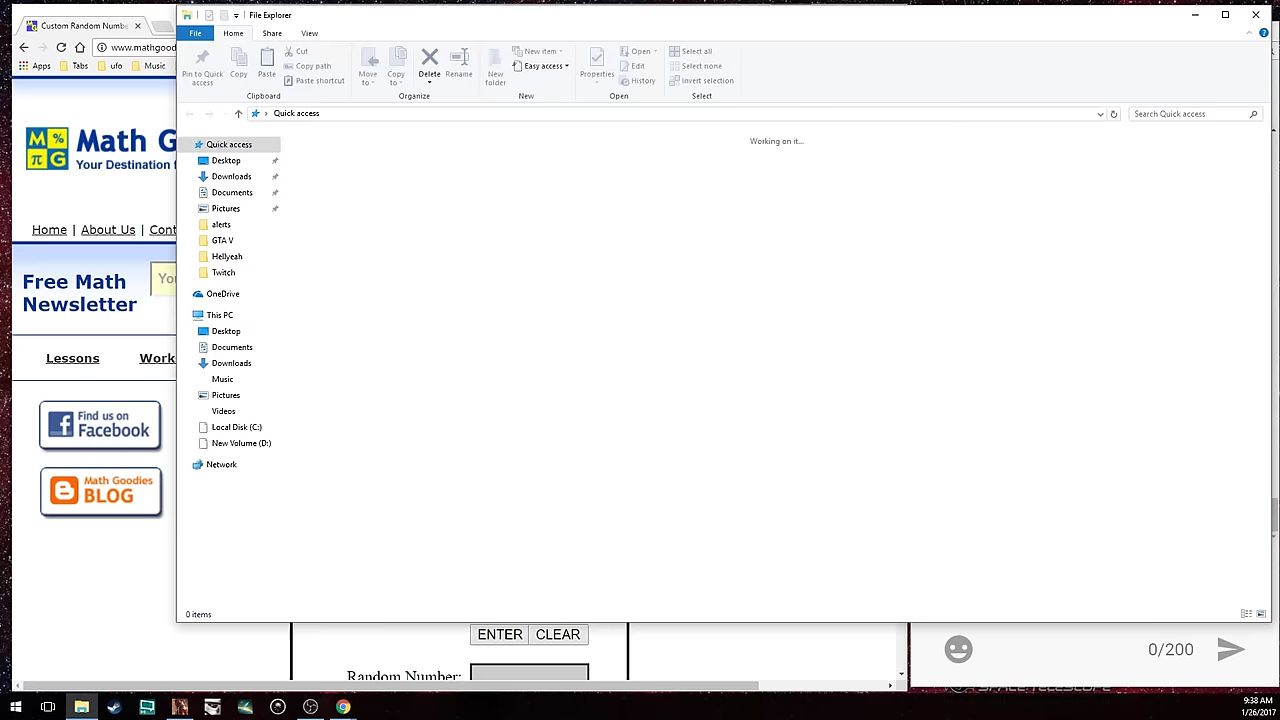 Custom Random Numbe
File Explorer
File Home Share View
www.mathgood
Apps Tabs ufo Music
Pin to Quick access
Copy
Paste
Cut
Copy path
Paste shortcut
Clipboard
Move to
Copy to
Delete
Rename
Organize
New folder
New item
Easy access
New
Properties
Open
Edit
History
Open
Select all
Select none
Invert selection
Select
Quick access
Search Quick access
Working on it...
Quick access
Desktop
Downloads
Documents
Pictures
alerts
GTA V
Hellyeah
Twitch
OneDrive
This PC
Desktop
Documents
Downloads
Music
Pictures
Videos
Local Disk (C:)
New Volume (D:)
Network
0 items
M %
π G
Math G
Your Destination f
Home | About Us | Cont
Free Math
Newsletter
You
Lessons Work
Find us on
Facebook
Math Goodies
BLOG
ENTER CLEAR
Random Number:
0/200
9:38 AM
1/26/2017